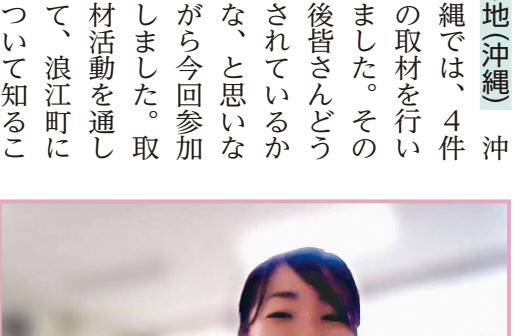 地(沖縄) 沖
縄では、4件
の取材を行い
ました。その
後皆さんどう
されているか
な、と思いな
がら今回参加
しました。取
材活動を通し
て、浪江町に
ついて知るこ